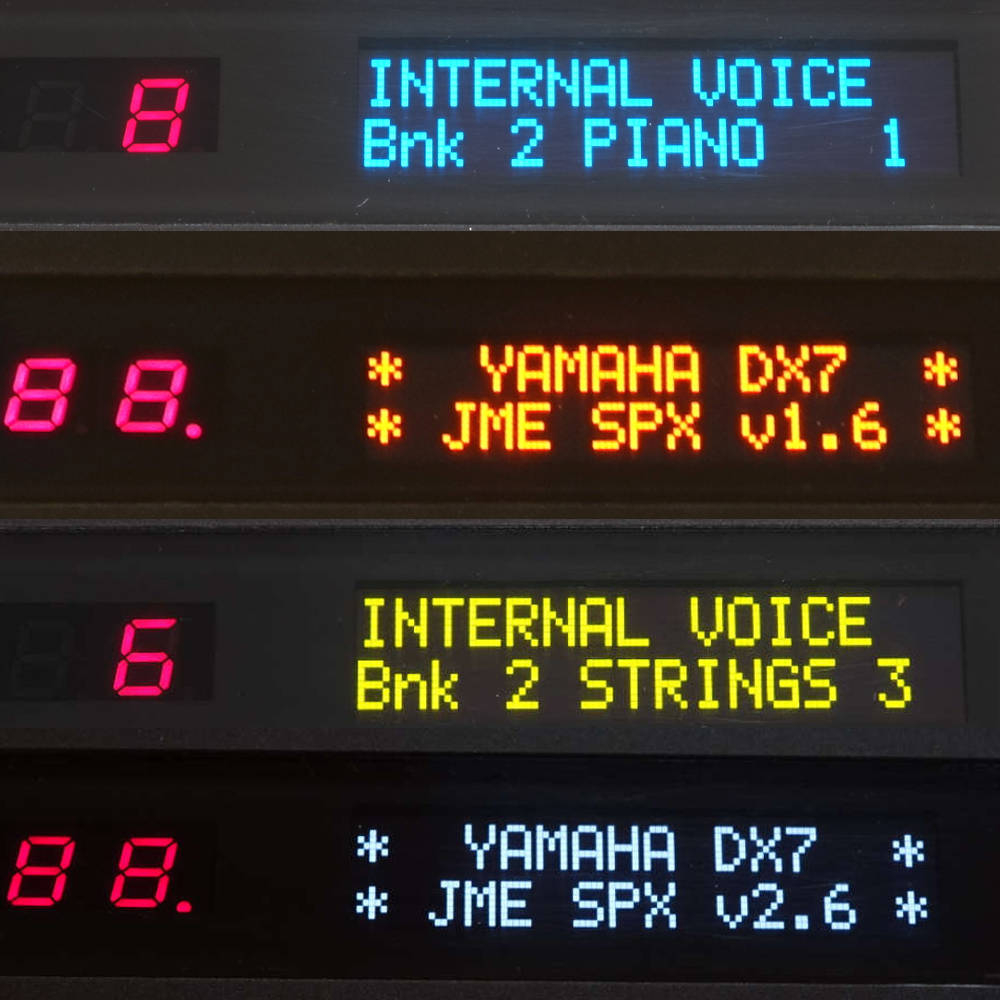 8
INTERNAL VOICE
Bnk 2 PIANO 1
88.
* YAMAHA DX7 *
* JME SPX v1.6 *
6
INTERNAL VOICE
Bnk 2 STRINGS 3
88.
* YAMAHA DX7 *
* JME SPX v2.6 *